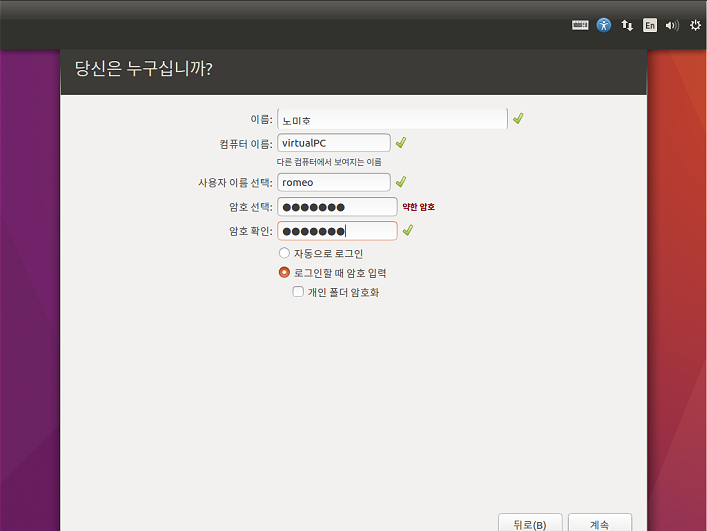 En
당신은 누구십니까?
이름: 노미호
컴퓨터 이름: virtualPC
다른 컴퓨터에서 보여지는 이름
사용자 이름 선택: romeo
암호 선택: ●●●●●●● 약한 암호
암호 확인: ●●●●●●●
자동으로 로그인
로그인할 때 암호 입력
개인 폴더 암호화
뒤로(B) 계속